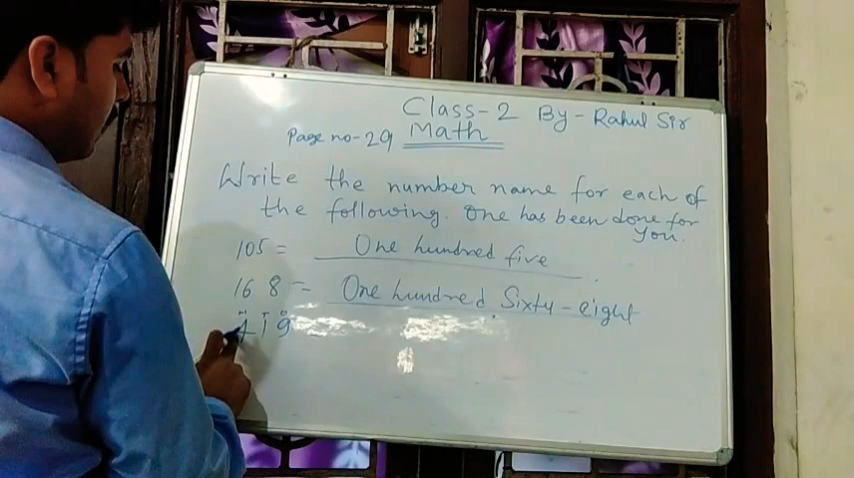 Class-2 By-Rahul Sir
Page no-29 Math
Write the number name for each of
the following. One has been done for
you.
105 = One hundred five
168 = One hundred Sixty-eight
H T O
419